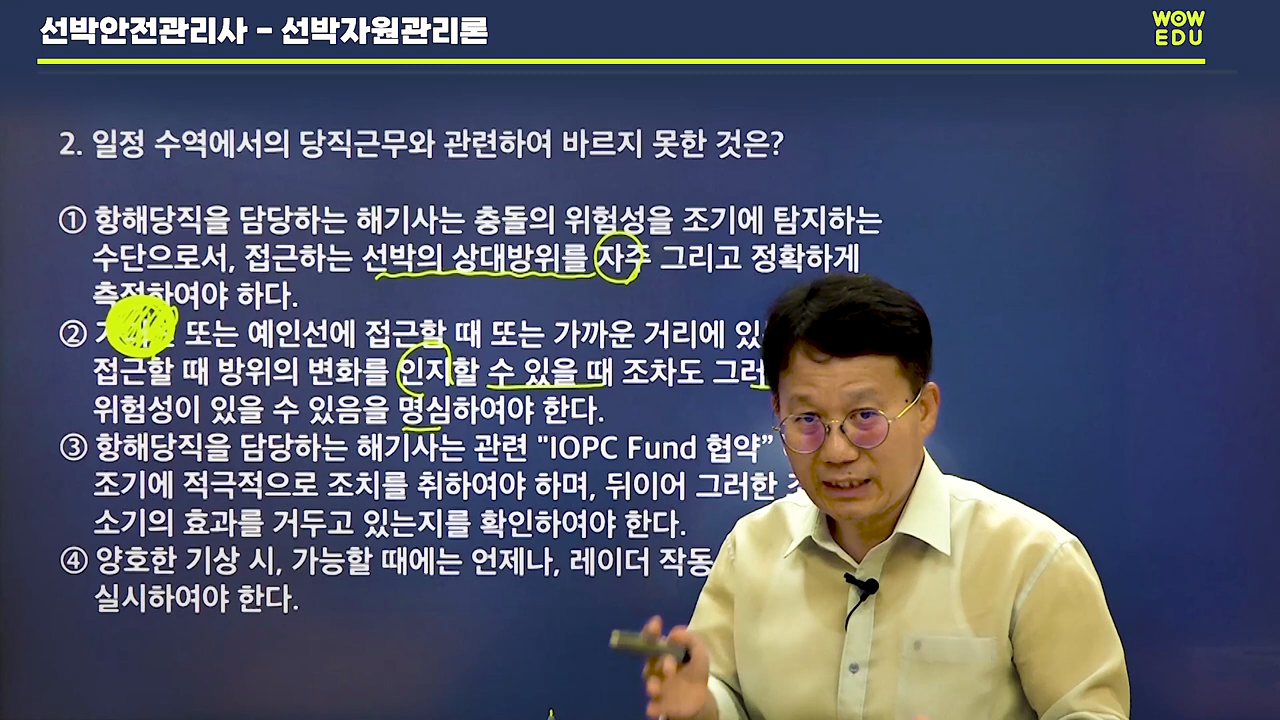 선박안전관리사 - 선박자원관리론
WOW
EDU
2. 일정 수역에서의 당직근무와 관련하여 바르지 못한 것은?
① 항해당직을 담당하는 해기사는 충돌의 위험성을 조기에 탐지하는
수단으로서, 접근하는 선박의 상대방위를 자주 그리고 정확하게
측정하여야 하다.
② 또는 예인선에 접근할 때 또는 가까운 거리에
접근할 때 방위의 변화를 인지할 수 있을 때 조차도
위험성이 있을 수 있음을 명심하여야 한다.
③ 항해당직을 담당하는 해기사는 관련 "IOPC Fund 협약”
조기에 적극적으로 조치를 취하여야 하며, 뒤이어 그러한
소기의 효과를 거두고 있는지를 확인하여야 한다.
④ 양호한 기상 시, 가능할 때에는 언제나, 레이더 작동
실시하여야 한다.